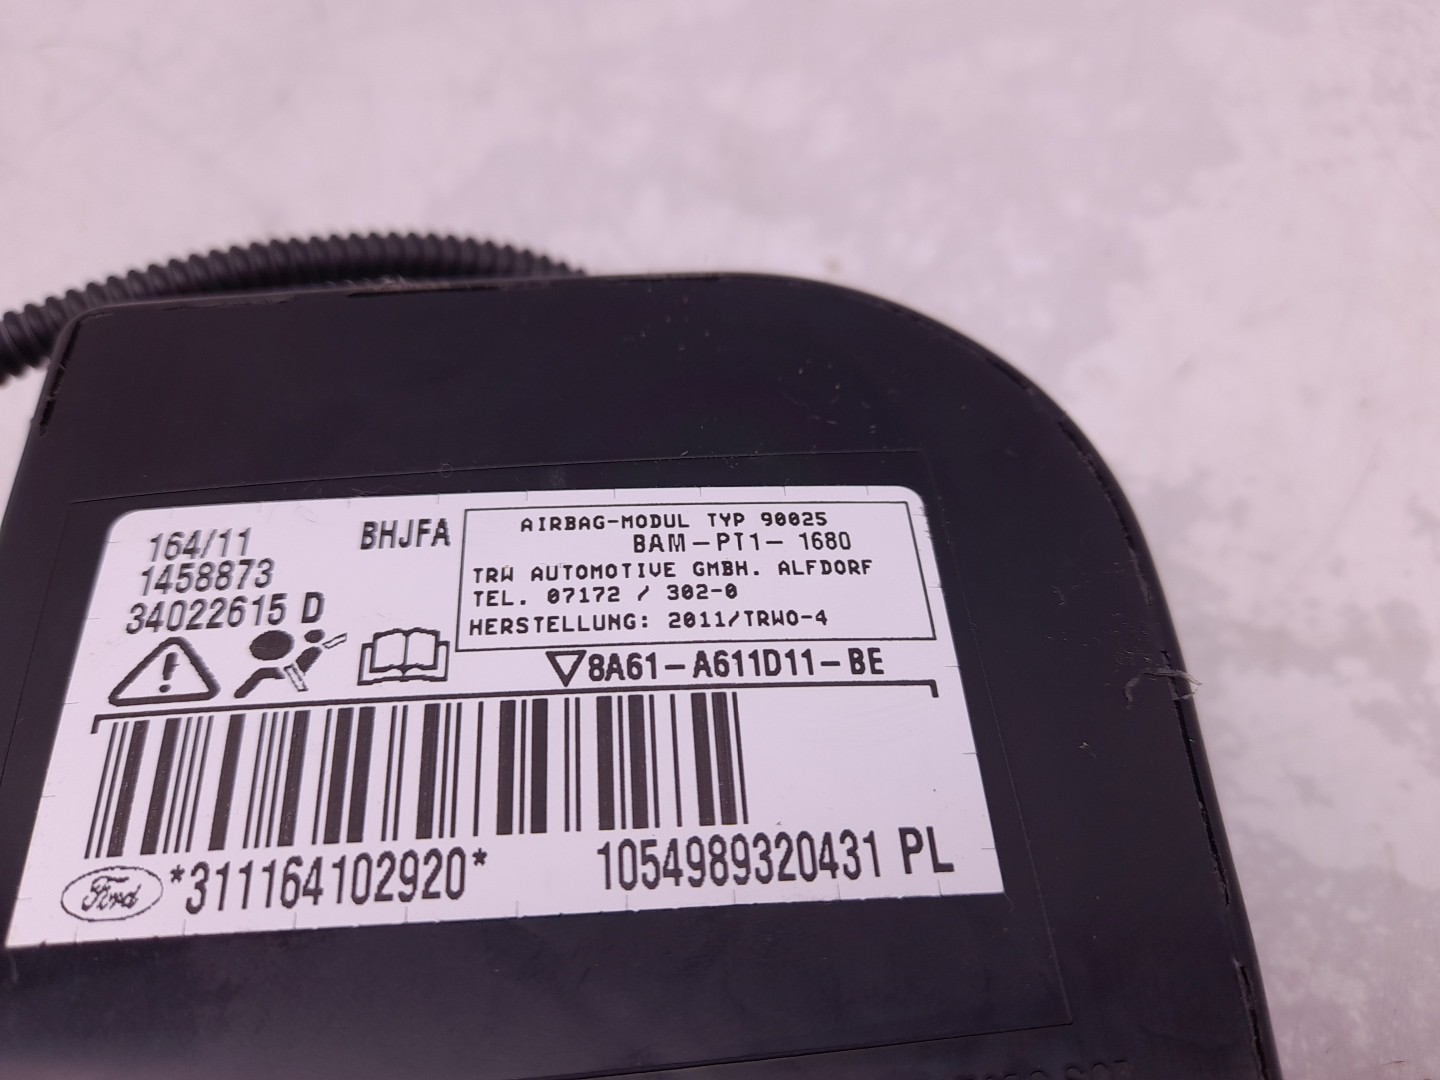 164/11
1458873
34022615 D
BHJFA
AIRBAG-MODUL TYP 90025
BAM-PT1- 1680
TRW AUTOMOTIVE GMBH. ALFDORF
TEL. 07172 / 302-0
HERSTELLUNG: 2011/TRWO-4
8A61-A611D11-BE
*311164102920*
1054989320431 PL
Ford